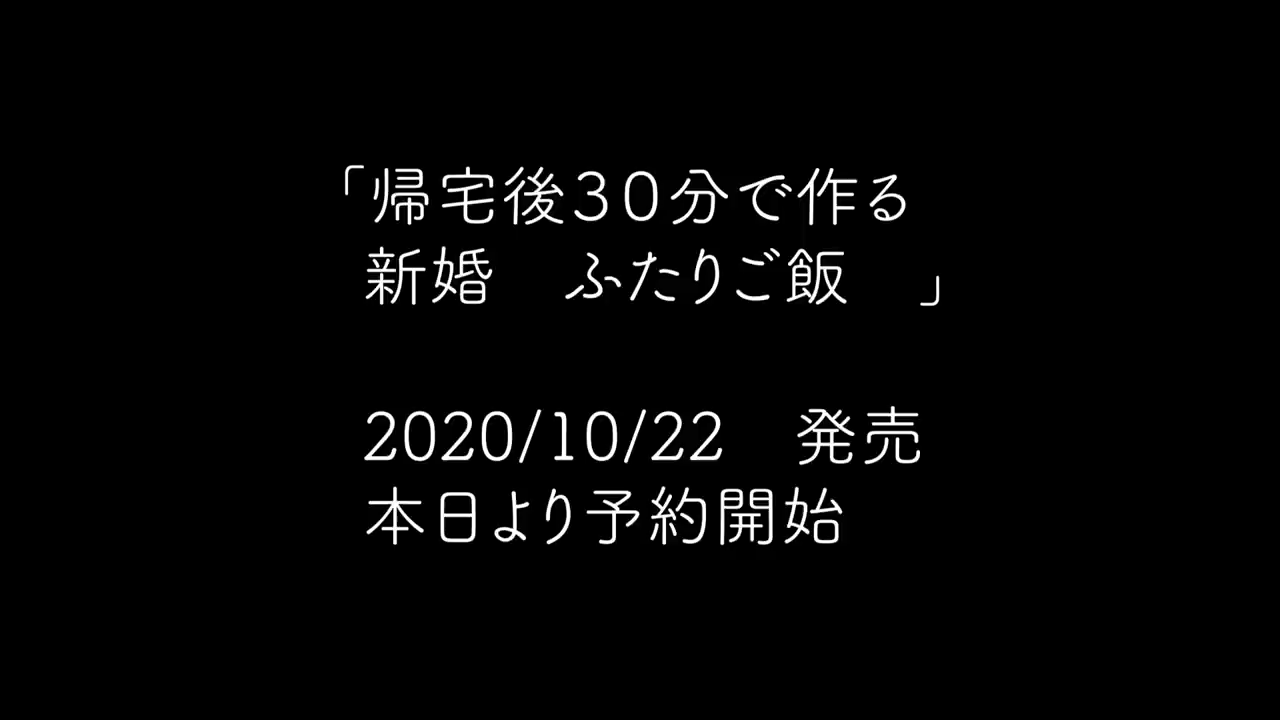 「帰宅後３０分で作る
新婚　ふたりご飯　」
2020/10/22　発売
本日より予約開始